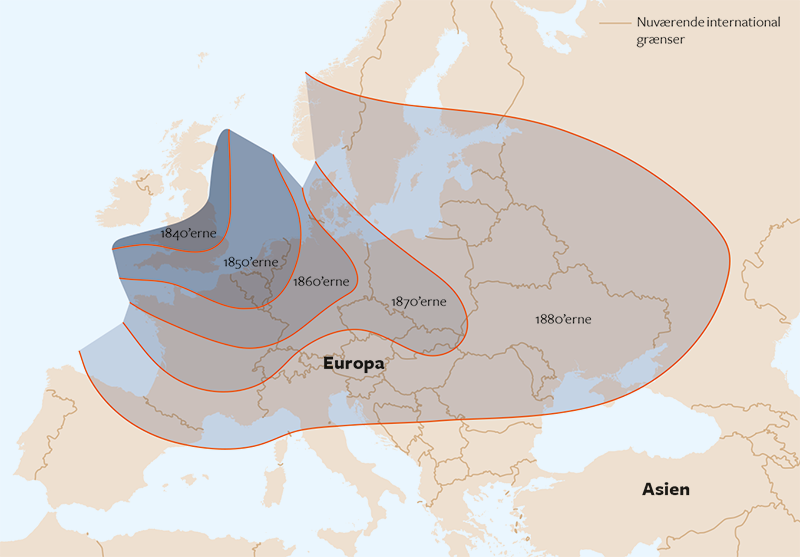 Nuværende international
grænser
1840'erne
1850'erne
1860'erne
1870'erne
1880'erne
Europa
Asien